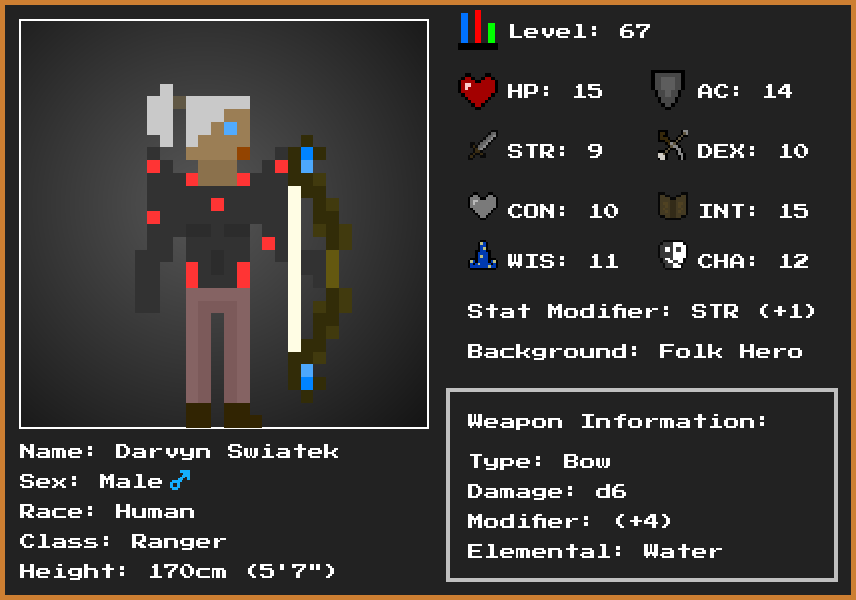 Level: 67
HP: 15 AC: 14
STR: 9 DEX: 10
CON: 10 INT: 15
WIS: 11 CHA: 12
Stat Modifier: STR (+1)
Background: Folk Hero
Weapon Information:
Type: Bow
Damage: d6
Modifier: (+4)
Elemental: Water
Name: Darvyn Swiatek
Sex: Male ♂
Race: Human
Class: Ranger
Height: 170cm (5'7")